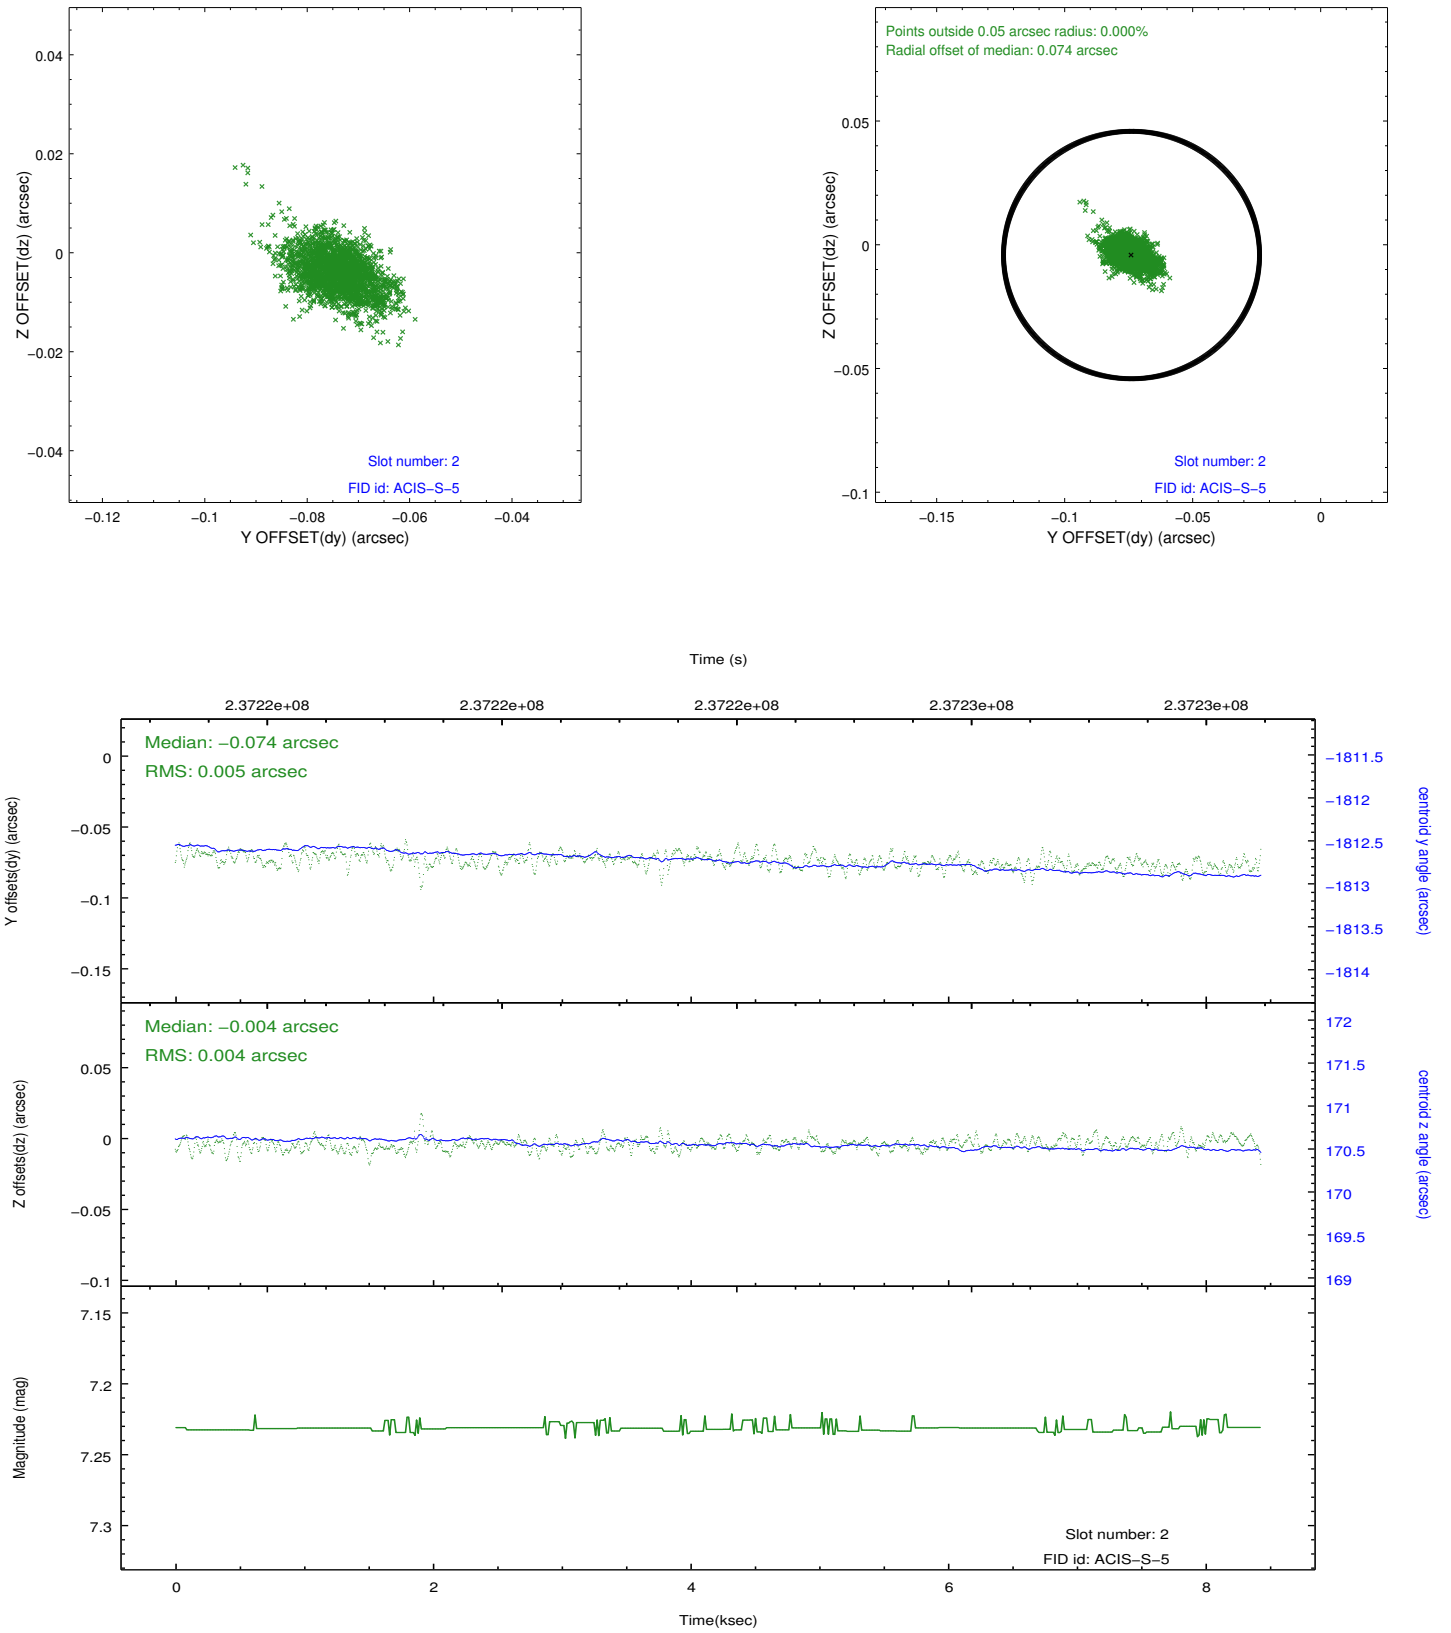 0.04
0.02
0
−0.02
−0.04
Z OFFSET(dz) (arcsec)
Slot number: 2
FID id: ACIS−S−5
−0.12
−0.1
−0.08
−0.06
−0.04
Y OFFSET(dy) (arcsec)
Points outside 0.05 arcsec radius: 0.000%
Radial offset of median: 0.074 arcsec
0.05
0
−0.05
−0.1
Z OFFSET(dz) (arcsec)
Slot number: 2
FID id: ACIS−S−5
−0.15
−0.1
−0.05
0
Y OFFSET(dy) (arcsec)
Time (s)
2.3722e+08
2.3722e+08
2.3722e+08
2.3723e+08
2.3723e+08
Median: −0.074 arcsec
RMS: 0.005 arcsec
0
−0.05
−0.1
−0.15
Y offsets(dy) (arcsec)
−1811.5
−1812
−1812.5
−1813
−1813.5
−1814
centroid y angle (arcsec)
Median: −0.004 arcsec
RMS: 0.004 arcsec
0.05
0
−0.05
−0.1
Z offsets(dz) (arcsec)
172
171.5
171
170.5
170
169.5
169
centroid z angle (arcsec)
7.15
7.2
7.25
7.3
Magnitude (mag)
Slot number: 2
FID id: ACIS−S−5
0
2
4
6
8
Time(ksec)